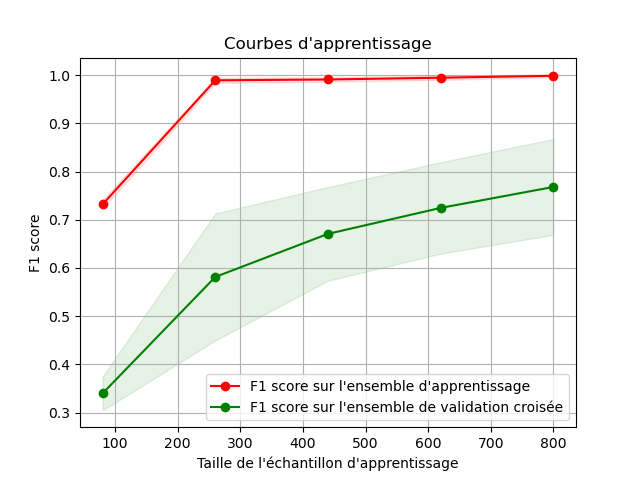 Courbes d'apprentissage
F1 score
1.0
0.9
0.8
0.7
0.6
0.5
0.4
0.3
F1 score sur l'ensemble d'apprentissage
F1 score sur l'ensemble de validation croisée
100 200 300 400 500 600 700 800
Taille de l'échantillon d'apprentissage